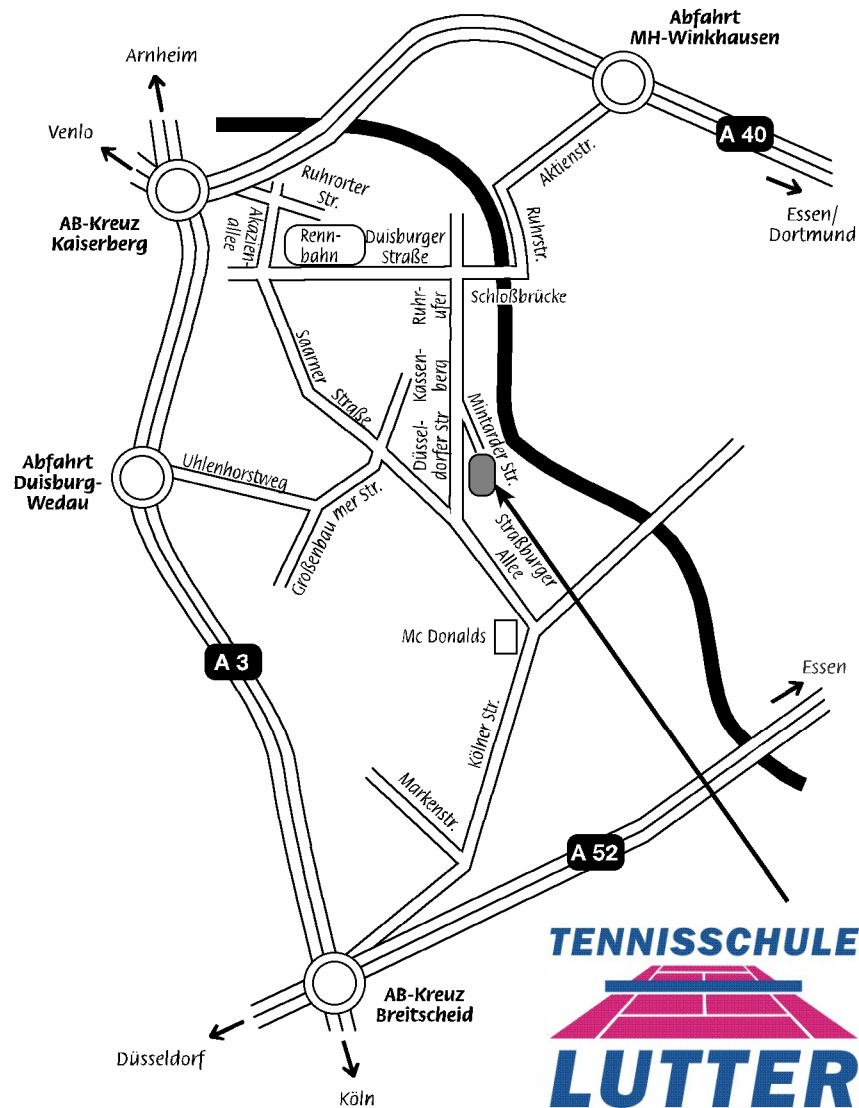 Abfahrt
MH-Winkhausen
Arnheim
Venlo
A 40
Aktienstr.
Ruhrorter
Str.
Essen/
Dortmund
AB-Kreuz
Kaiserberg
Akazien-
allee
Renn-
bahn
Duisburger
Straße
Ruhrstr.
Schloßbrücke
Ruhr-
ufer
Saarner
Straße
Kassen-
berg
Mintarder Str.
Düssel-
dorfer Str
Abfahrt
Duisburg-
Wedau
Uhlenhorstweg
Großenbau mer Str.
Straßburger
Allee
Mc Donalds
A 3
Essen
Kölner Str.
Markenstr.
A 52
AB-Kreuz
Breitscheid
Düsseldorf
Köln
TENNISSCHULE
LUTTER